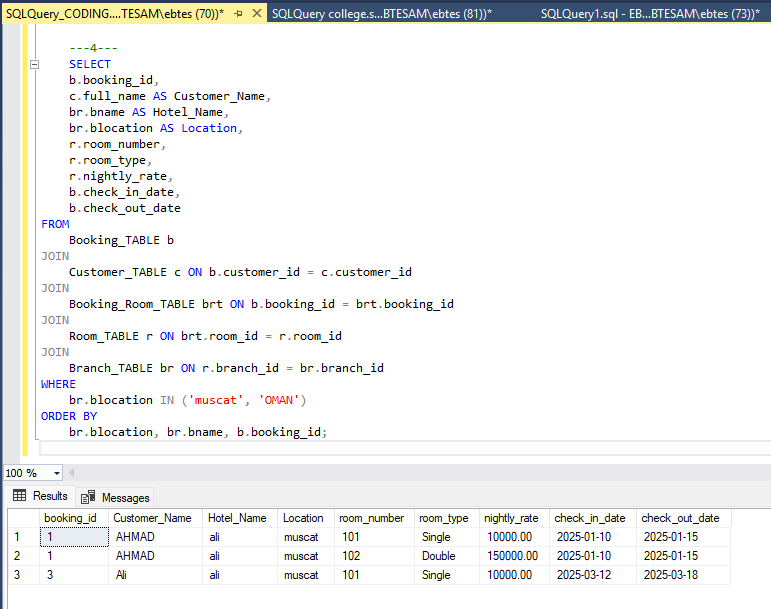 SQLQuery_CODING....TESAM\ebtes (70))* SQLQuery college.s...BTESAM\ebtes (81))* SQLQuery1.sql - EB...BTESAM\ebtes (73))*
---4---
SELECT
b.booking_id,
c.full_name AS Customer_Name,
br.bname AS Hotel_Name,
br.blocation AS Location,
r.room_number,
r.room_type,
r.nightly_rate,
b.check_in_date,
b.check_out_date
FROM
Booking_TABLE b
JOIN
Customer_TABLE c ON b.customer_id = c.customer_id
JOIN
Booking_Room_TABLE brt ON b.booking_id = brt.booking_id
JOIN
Room_TABLE r ON brt.room_id = r.room_id
JOIN
Branch_TABLE br ON r.branch_id = br.branch_id
WHERE
br.blocation IN ('muscat', 'OMAN')
ORDER BY
br.blocation, br.bname, b.booking_id;
100 %
Results Messages
booking_id Customer_Name Hotel_Name Location room_number room_type nightly_rate check_in_date check_out_date
1 1 AHMAD ali muscat 101 Single 10000.00 2025-01-10 2025-01-15
2 1 AHMAD ali muscat 102 Double 150000.00 2025-01-10 2025-01-15
3 3 Ali ali muscat 101 Single 10000.00 2025-03-12 2025-03-18